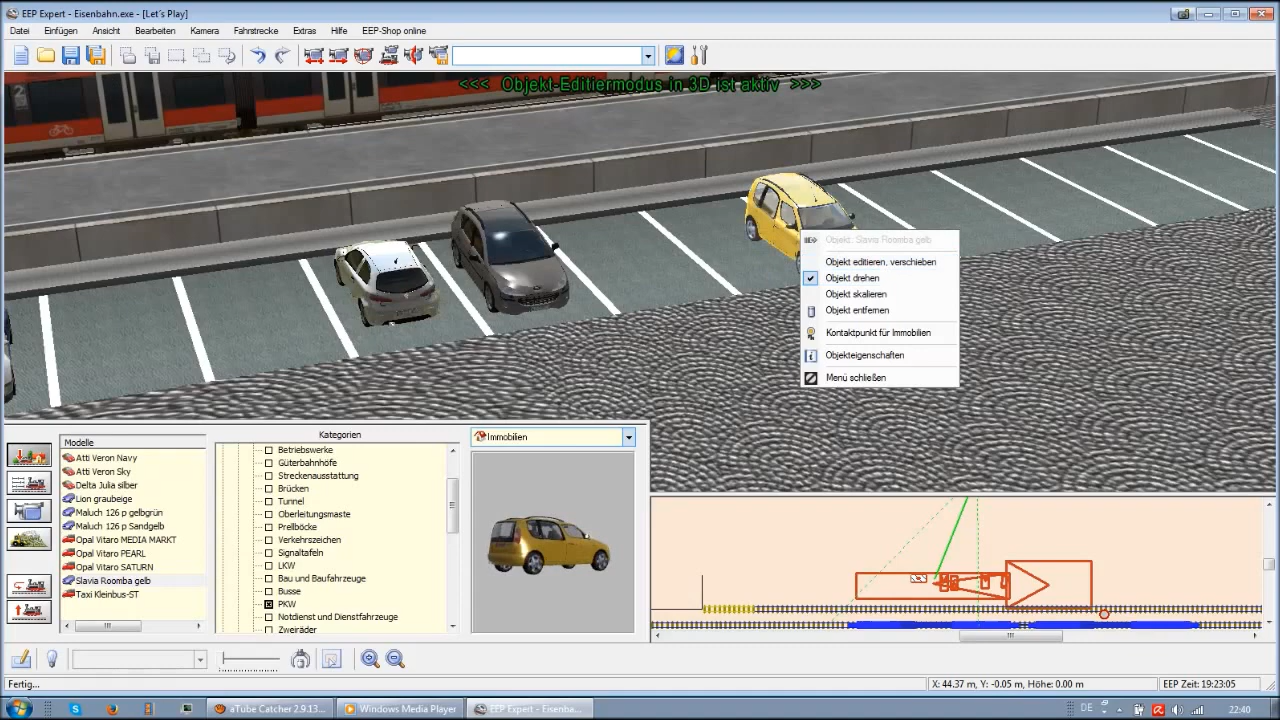 EEP Expert - Eisenbahn.exe - [Let´s Play]
Datei Einfügen Ansicht Bearbeiten Kamera Fahrstrecke Extras Hilfe EEP-Shop online
<<< Objekt-Editiermodus in 3D ist aktiv >>>
2
Objekt: Slavis Roomba gelb
Objekt editieren, verschieben
Objekt drehen
Objekt skalieren
Objekt entfernen
Kontaktpunkt für Immobilien
Objekteigenschaften
Menü schließen
Modelle
Atti Veron Navy
Atti Veron Sky
Delta Julia silber
Lion graubeige
Maluch 126 p gelbgrün
Maluch 126 p Sandgelb
Opal Vitaro MEDIA MARKT
Opal Vitaro PEARL
Opal Vitaro SATURN
Slavia Roomba gelb
Taxi Kleinbus-ST
Kategorien
Betriebswerke
Güterbahnhöfe
Streckenausstattung
Brücken
Tunnel
Oberleitungsmaste
Prellböcke
Verkehrszeichen
Signaltafeln
LKW
Bau und Baufahrzeuge
Busse
PKW
Notdienst und Dienstfahrzeuge
Zweiräder
Immobilien
Fertig...
X: 44.37 m, Y: -0.05 m, Höhe: 0.00 m
EEP Zeit: 19:23:05
aTube Catcher 2.9.13...
Windows Media Player
EEP Expert - Eisenba...
DE
22:40